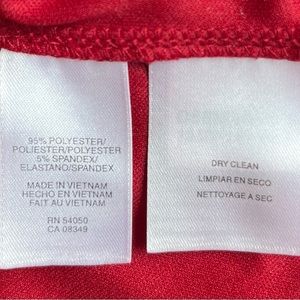 95% POLYESTER/
POLIESTER/POLYESTER
5% SPANDEX/
ELASTANO/SPANDEX
MADE IN VIETNAM
HECHO EN VIETNAM
FAIT AU VIETNAM
RN 54050
CA 08349
DRY CLEAN
LIMPIAR EN SECO
NETTOYAGE A SEC